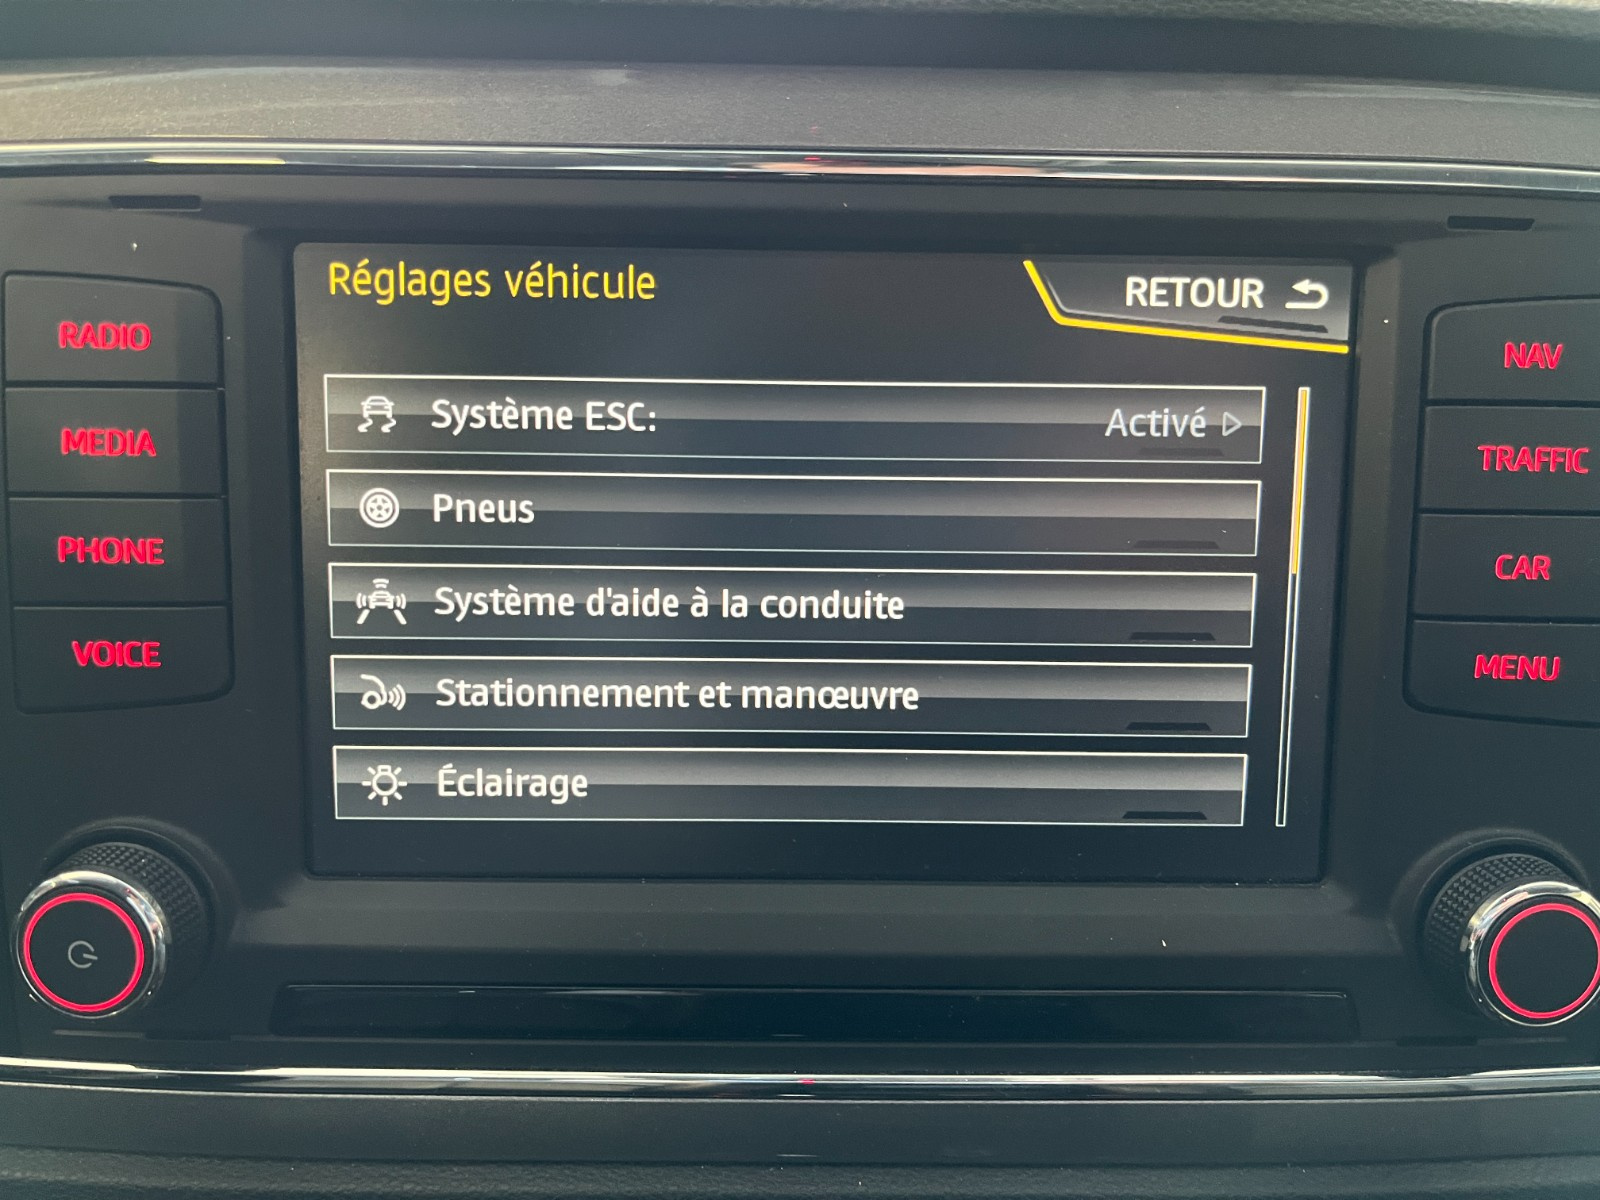 Réglages véhicule
RETOUR
RADIO
MEDIA
PHONE
VOICE
Système ESC: Activé
Pneus
Système d'aide à la conduite
Stationnement et manœuvre
Éclairage
NAV
TRAFFIC
CAR
MENU